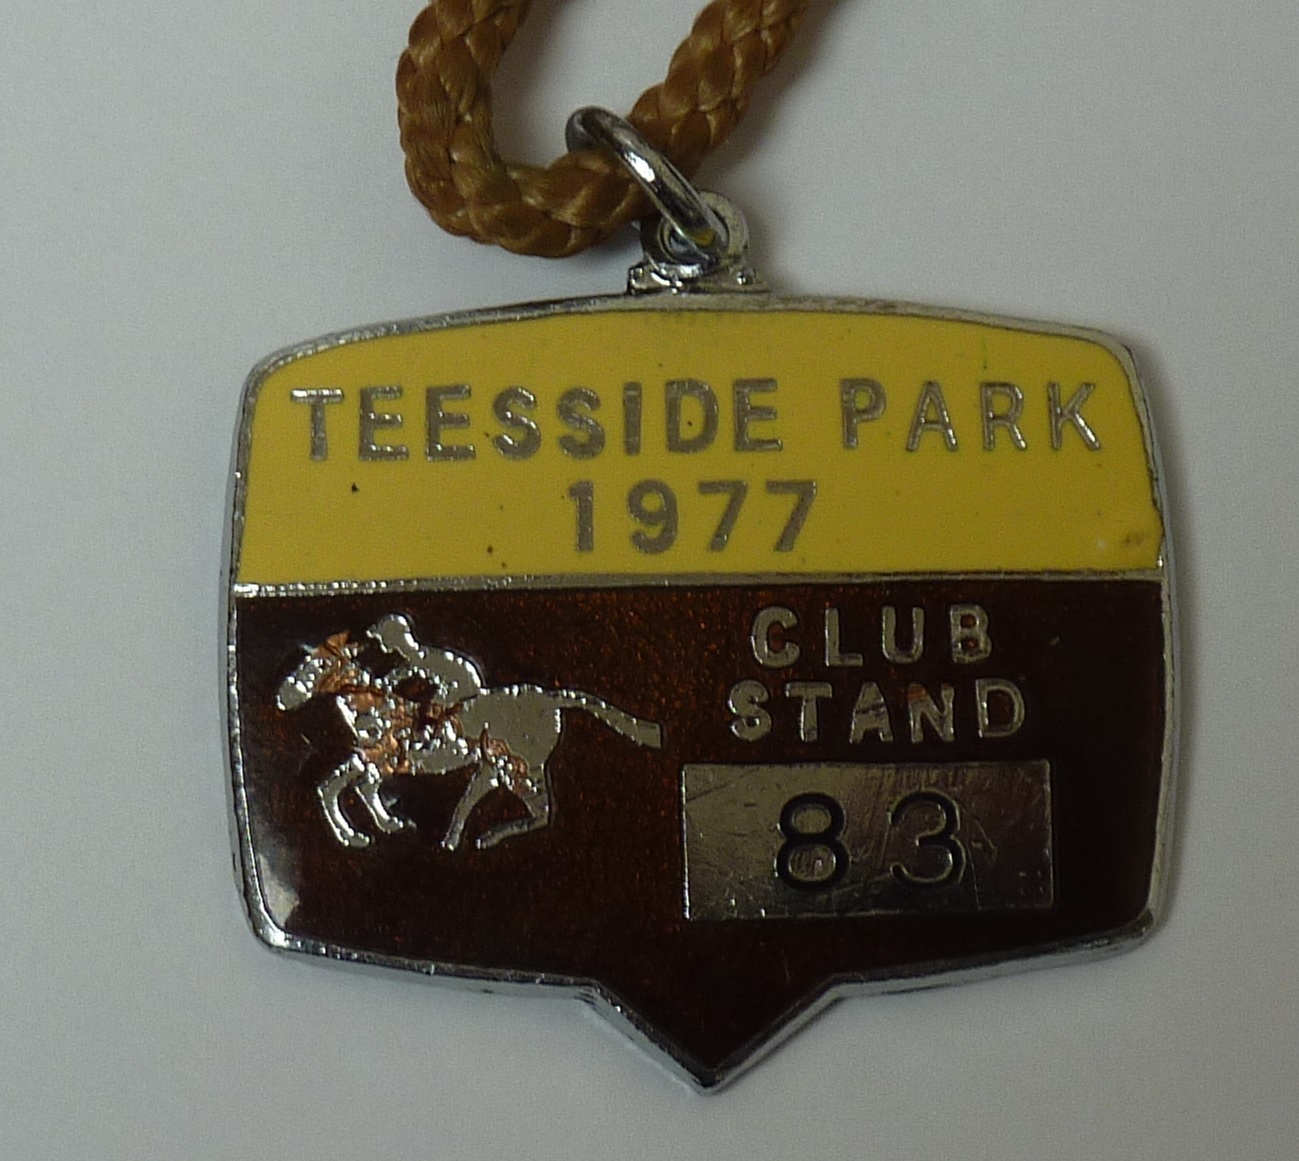 TEESSIDE PARK
1977
CLUB
STAND
83